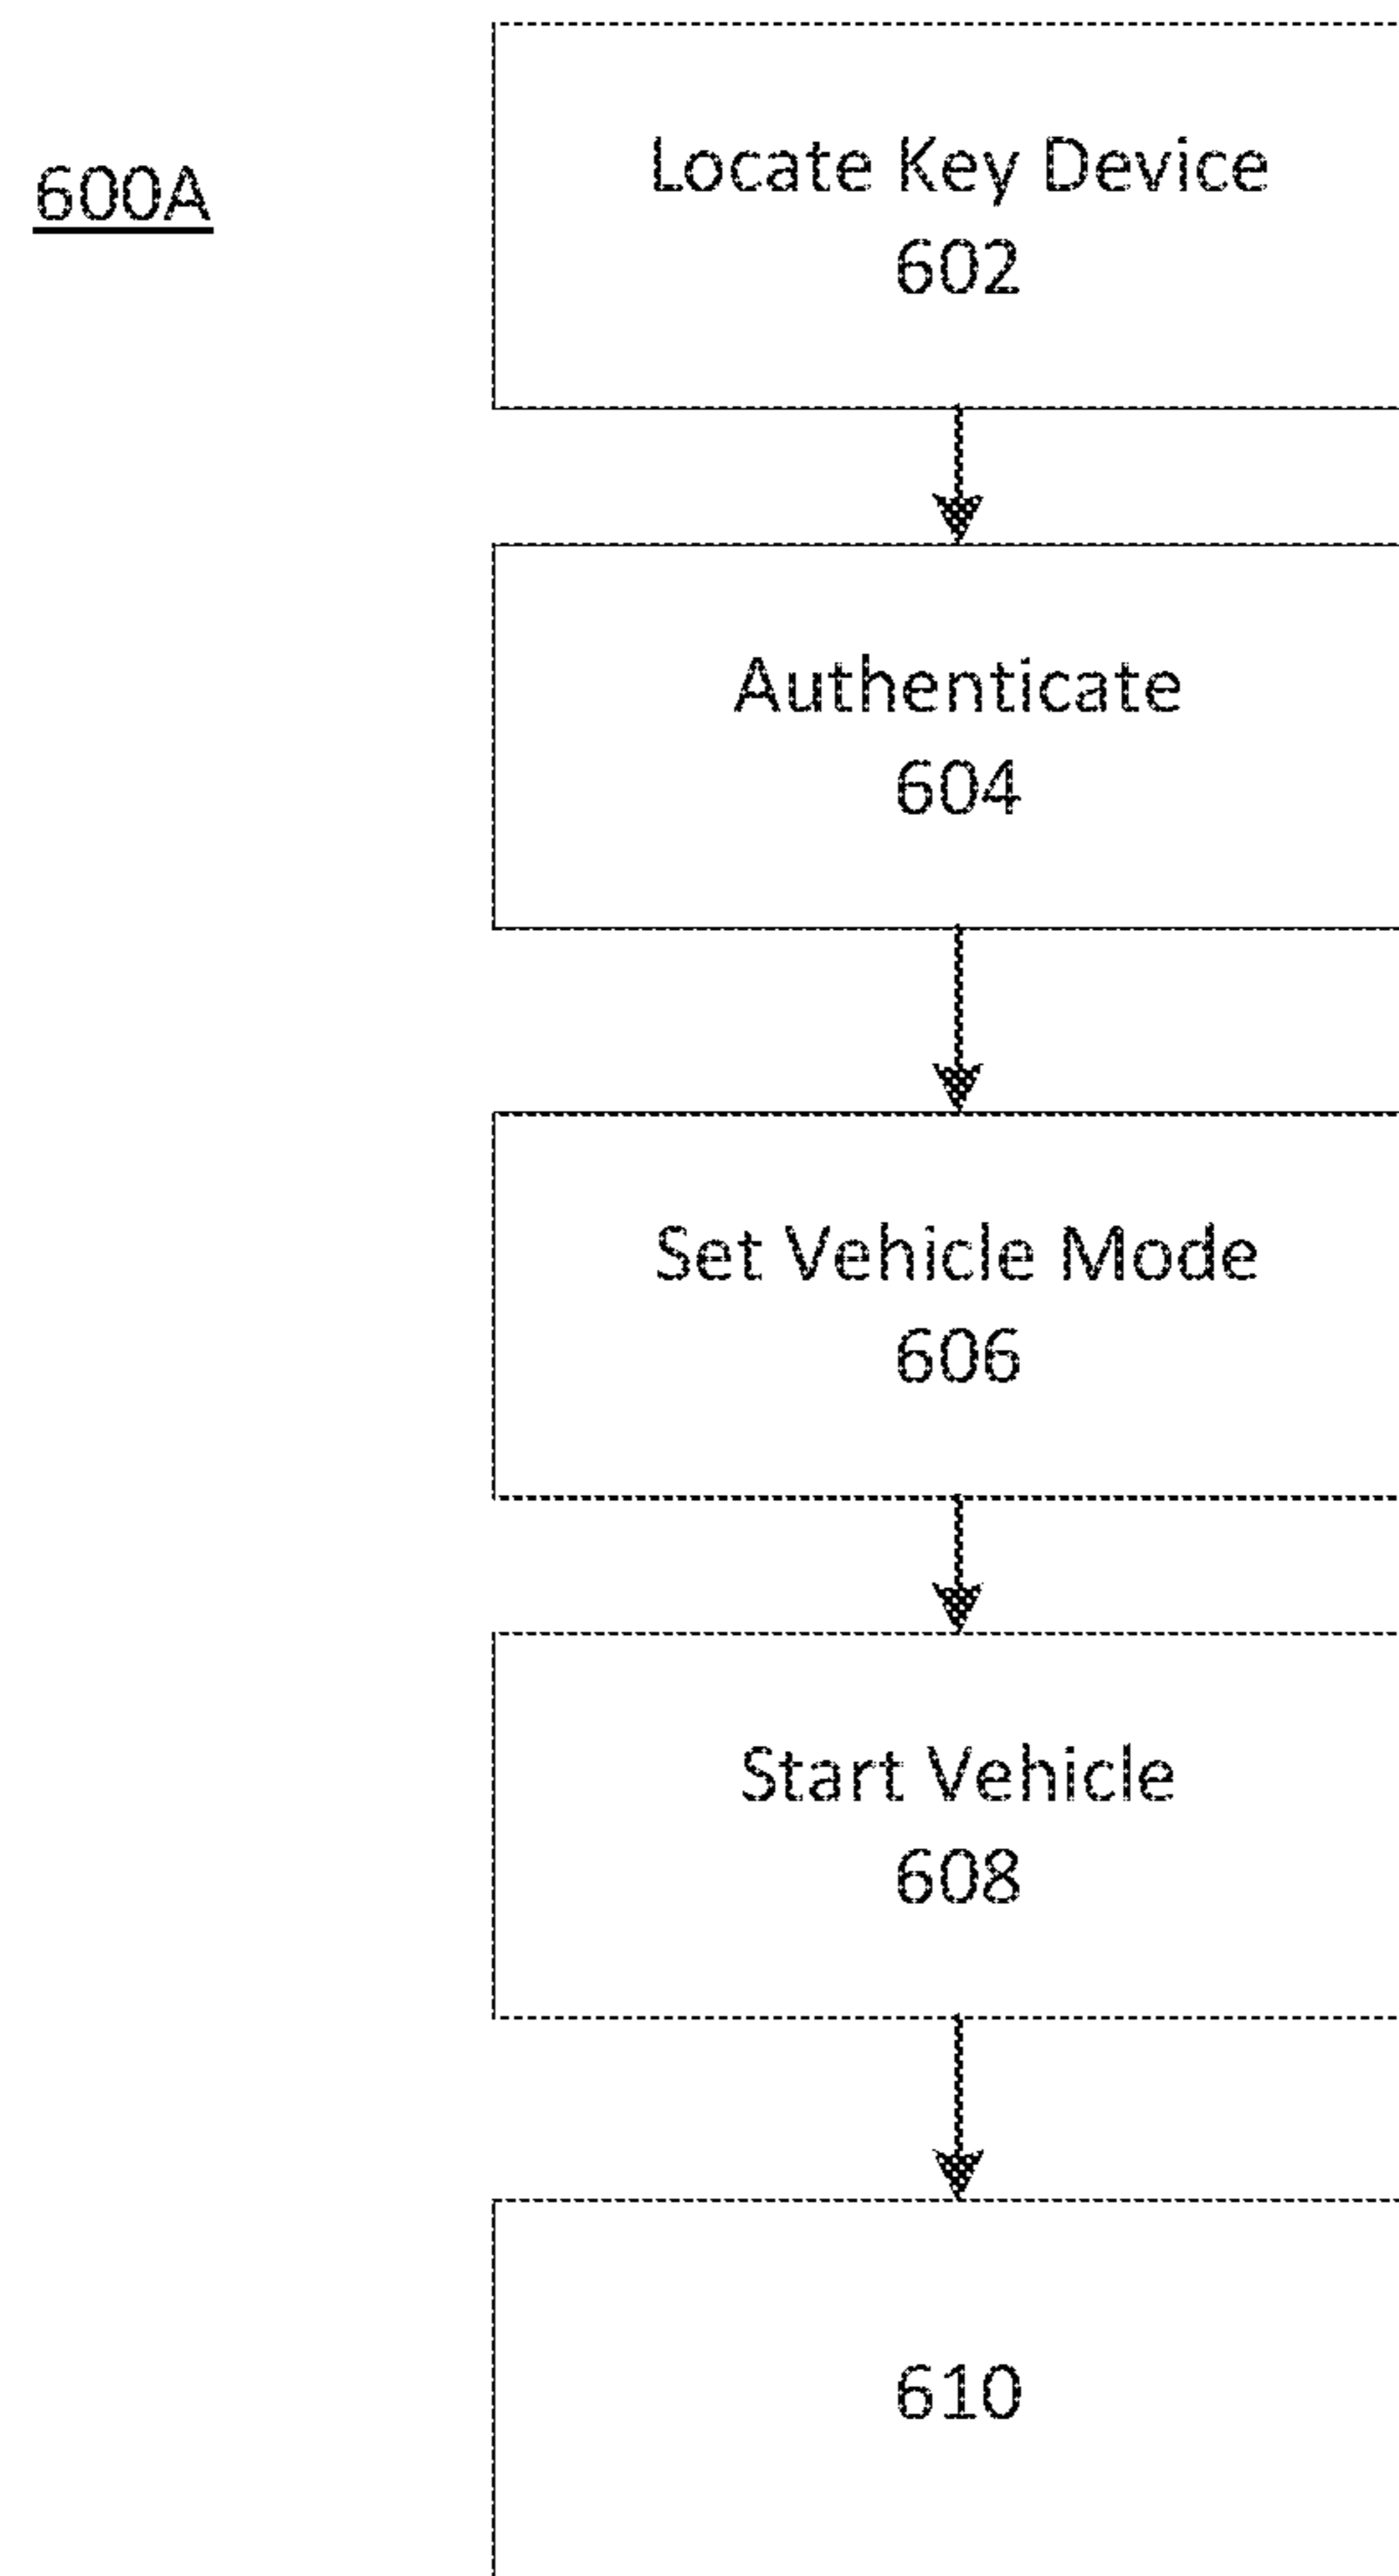 600A
Locate Key Device
602
Authenticate
604
Set Vehicle Mode
606
Start Vehicle
608
610